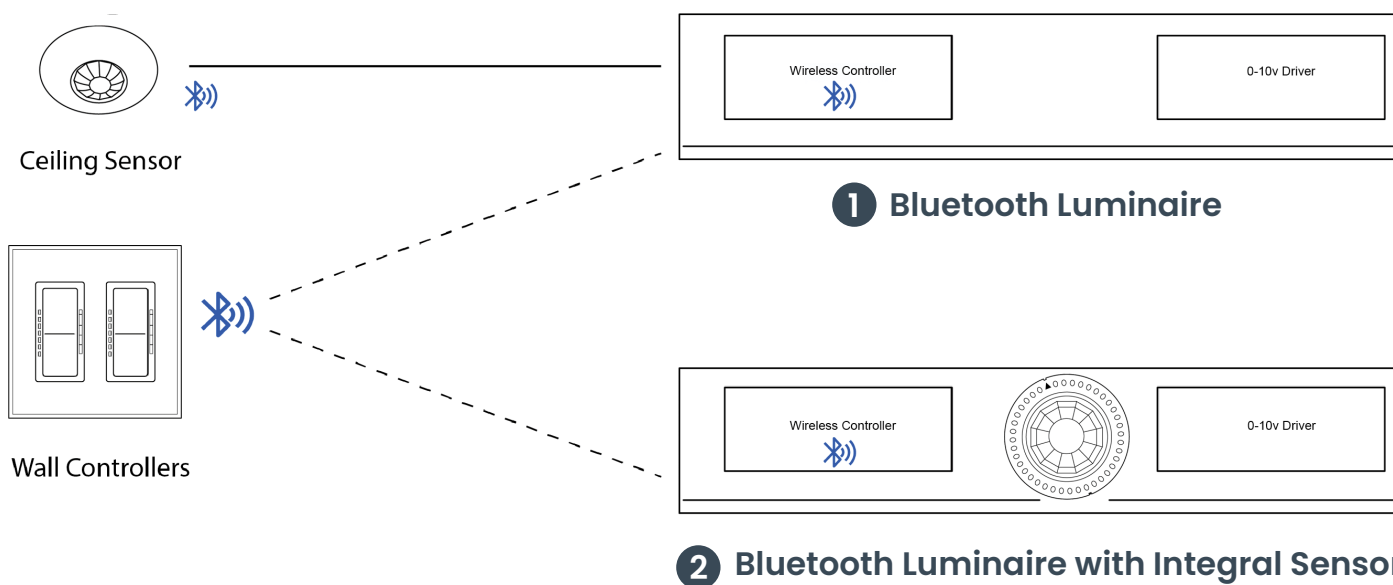 Wireless Controller
0-10v Driver
Ceiling Sensor
1 Bluetooth Luminaire
Wireless Controller
0-10v Driver
Wall Controllers
2 Bluetooth Luminaire with Integral Senso